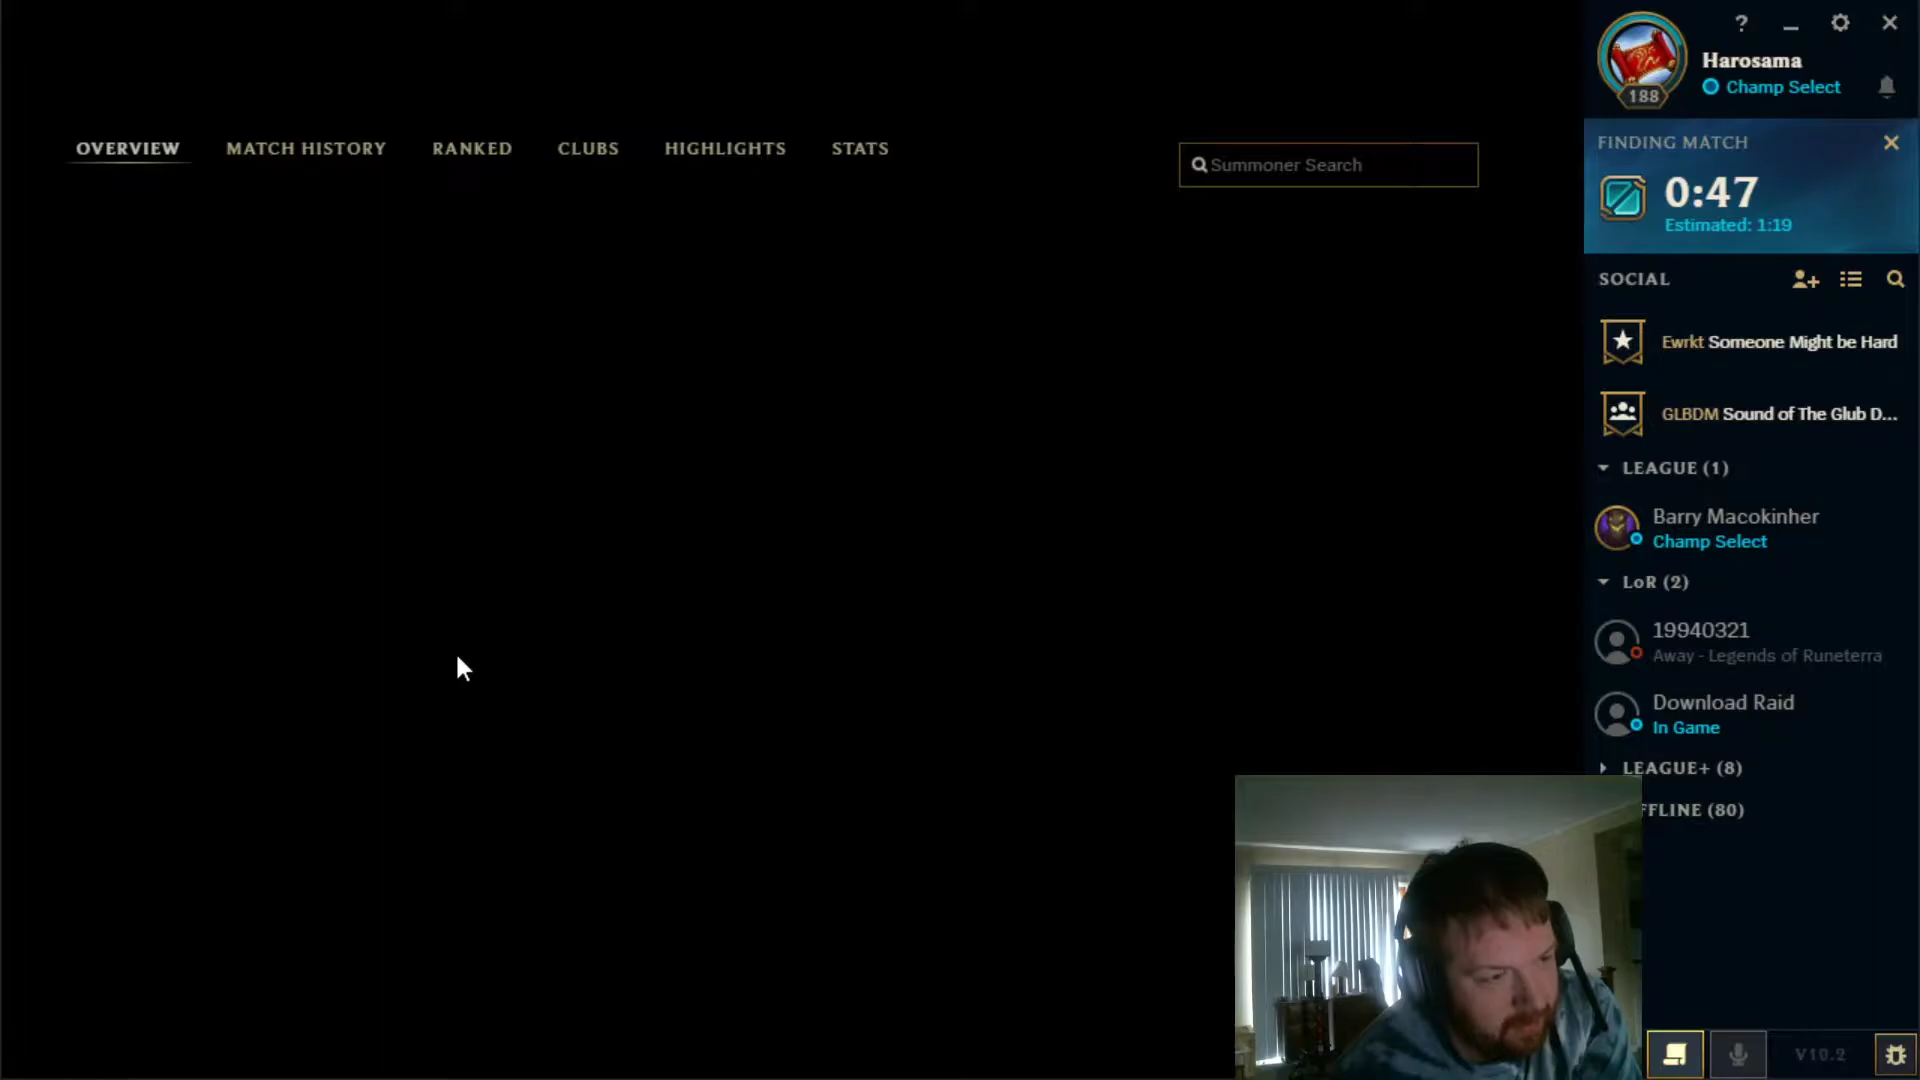 Harosama
188
Champ Select
OVERVIEW
MATCH HISTORY
RANKED
CLUBS
HIGHLIGHTS
STATS
Summoner Search
FINDING MATCH
0:47
Estimated: 1:19
SOCIAL
Ewrkt Someone Might be Hard
GLBDM Sound of The Glub D...
LEAGUE (1)
Barry Macokinher
Champ Select
LoR (2)
19940321
Away - Legends of Runeterra
Download Raid
In Game
LEAGUE+ (8)
FFLINE (80)
V10.2